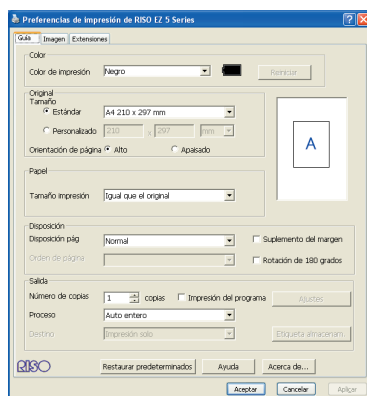 Preferencias de impresión de RISO EZ 5 Series
Guía Imagen Extensiones
Color
Color de impresión Negro Reiniciar
Original
Tamaño
Estándar A4 210 x 297 mm
Personalizado 210 x 297 mm
Orientación de página Alto Apaisado
A
Papel
Tamaño impresión Igual que el original
Disposición
Disposición pág Normal Suplemento del margen
Orden de página Rotación de 180 grados
Salida
Número de copias 1 copias Impresión del programa Ajustes
Proceso Auto entero
Destino Impresión solo Etiqueta almacenam.
RISO Restaurar predeterminados Ayuda Acerca de...
Aceptar Cancelar Aplicar